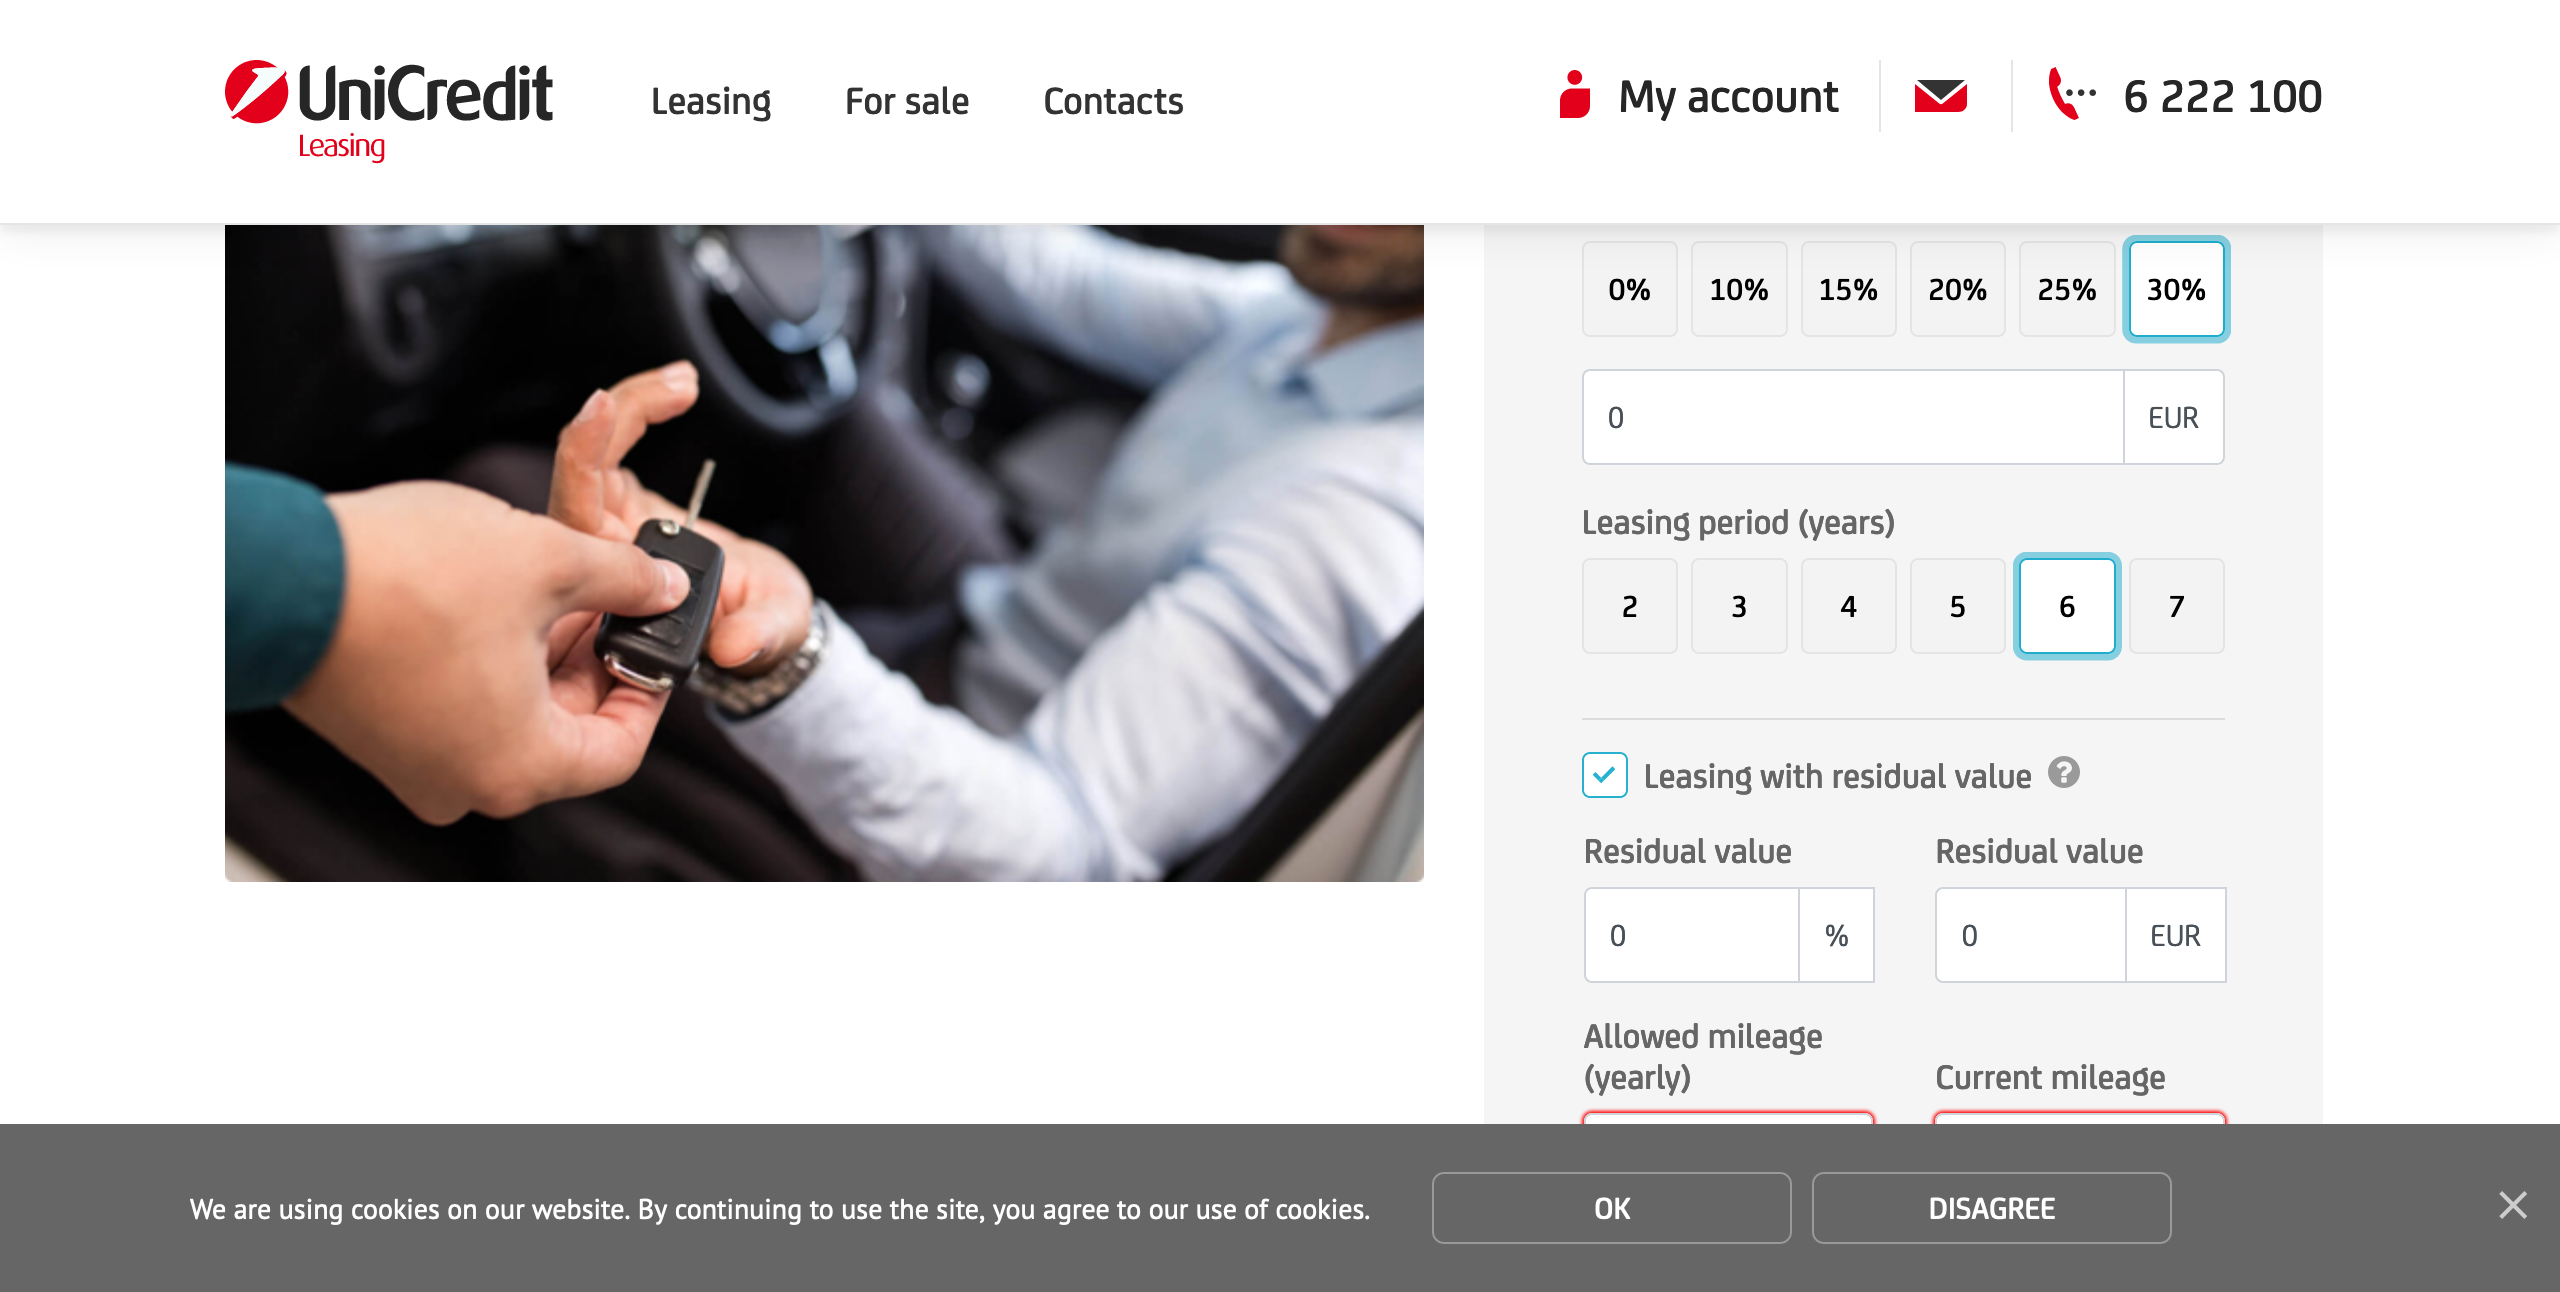 UniCredit
Leasing
Leasing
For sale
Contacts
My account
6 222 100
0%
10%
15%
20%
25%
30%
0
EUR
Leasing period (years)
2
3
4
5
6
7
Leasing with residual value ?
Residual value
Residual value
0
%
0
EUR
Allowed mileage
(yearly)
Current mileage
We are using cookies on our website. By continuing to use the site, you agree to our use of cookies.
OK
DISAGREE